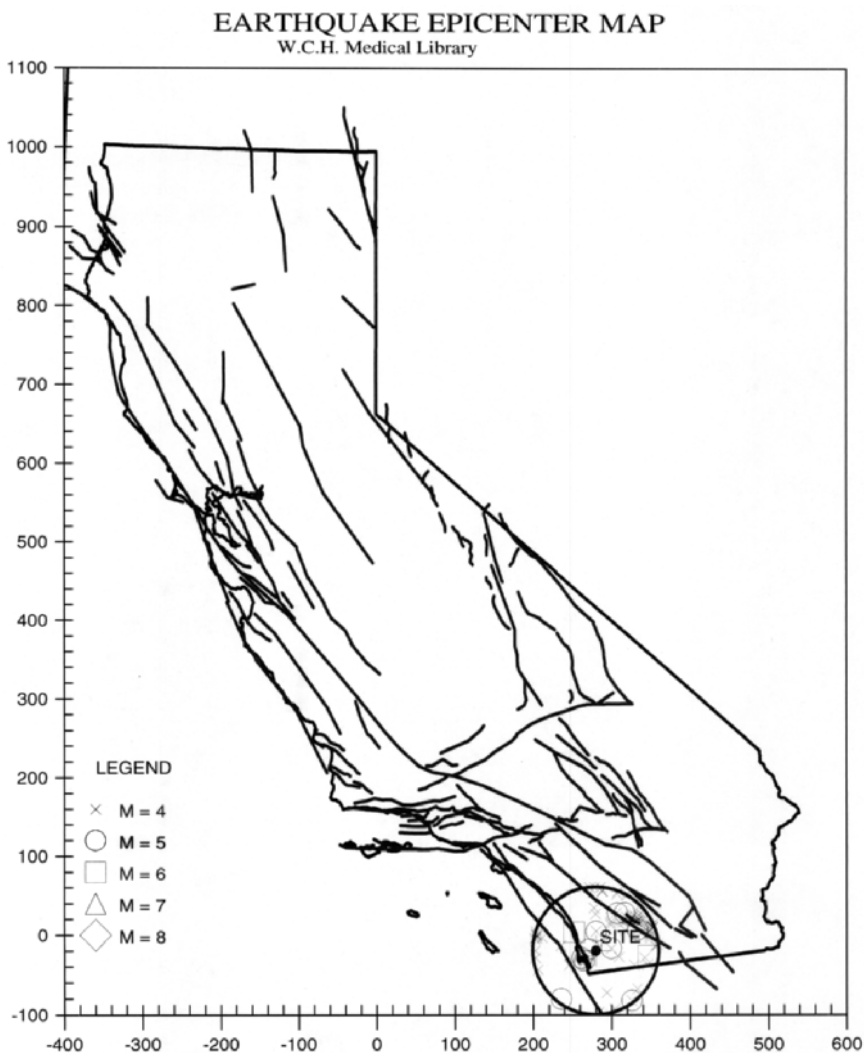 EARTHQUAKE EPICENTER MAP
W.C.H. Medical Library
1100
1000
900
800
700
600
500
400
300
200
100
0
-100
LEGEND
M = 4
M = 5
M = 6
M = 7
M = 8
SITE
-400 -300 -200 -100 0 100 200 300 400 500 600